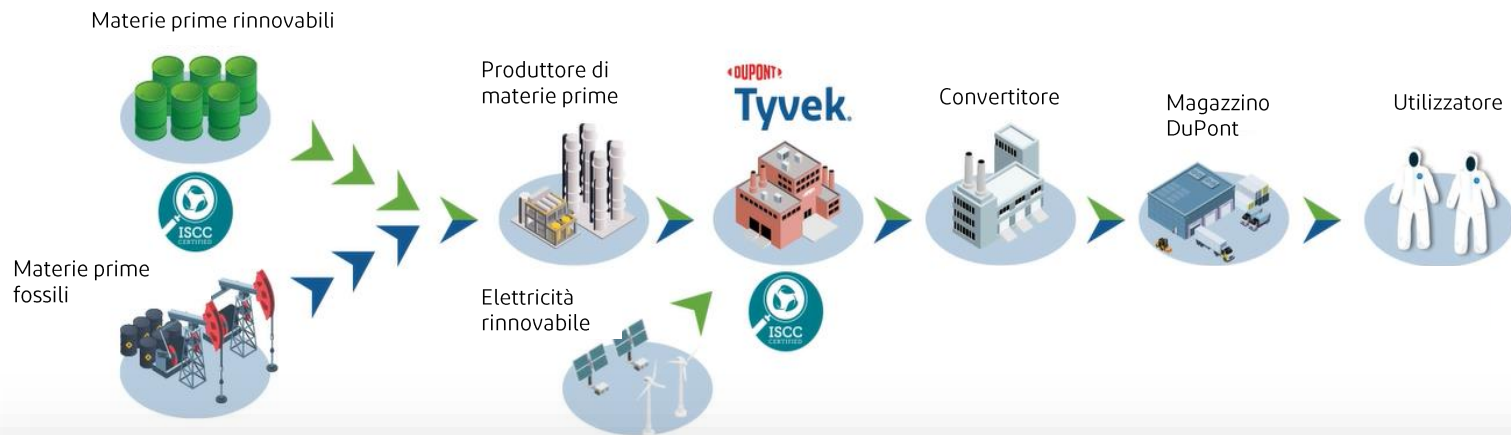 Materie prime rinnovabili
ISCC
CERTIFIED
Materie prime
fossili
Produttore di
materie prime
Elettricità
rinnovabile
DUPONT
Tyvek.
ISCC
CERTIFIED
Convertitore
Magazzino
DuPont
Utilizzatore